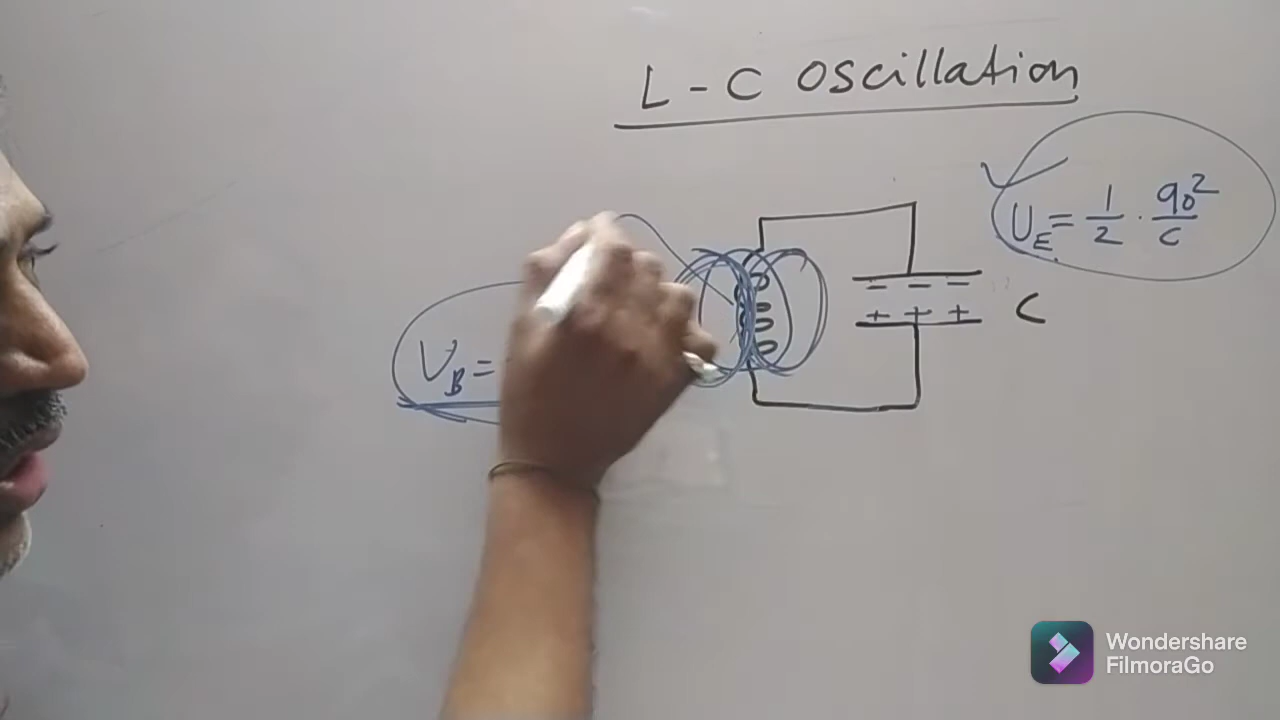 L - C Oscillation
U_E = 1/2 · q₀²/C
U_B =
- - -
+ + +
C
Wondershare
FilmoraGo